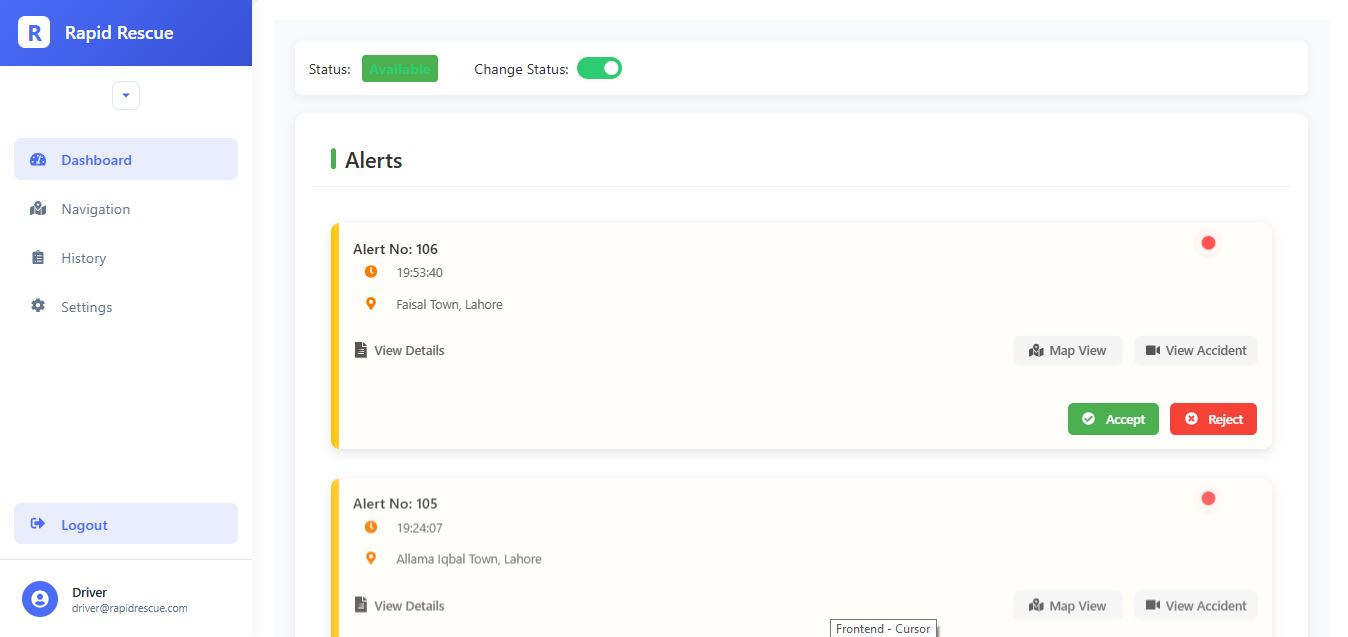 R Rapid Rescue
Status: Available Change Status:
Dashboard
Navigation
History
Settings
Logout
Driver
driver@rapidrescue.com
Alerts
Alert No: 106
19:53:40
Faisal Town, Lahore
View Details Map View View Accident
Accept Reject
Alert No: 105
19:24:07
Allama Iqbal Town, Lahore
View Details Map View View Accident
Frontend - Cursor